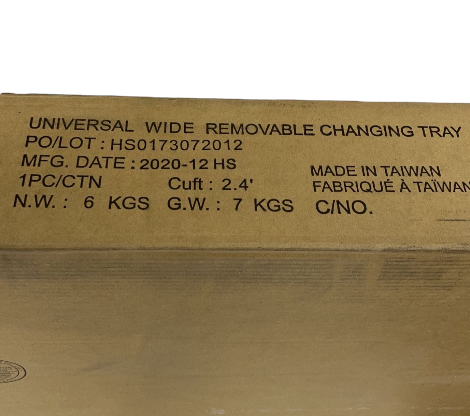 UNIVERSAL WIDE REMOVABLE CHANGING TRAY
PO/LOT : HS0173072012
MFG. DATE : 2020-12 HS
MADE IN TAIWAN
1PC/CTN Cuft : 2.4'
FABRIQUÉ À TAÏWAN
N.W. : 6 KGS G.W. : 7 KGS C/NO.